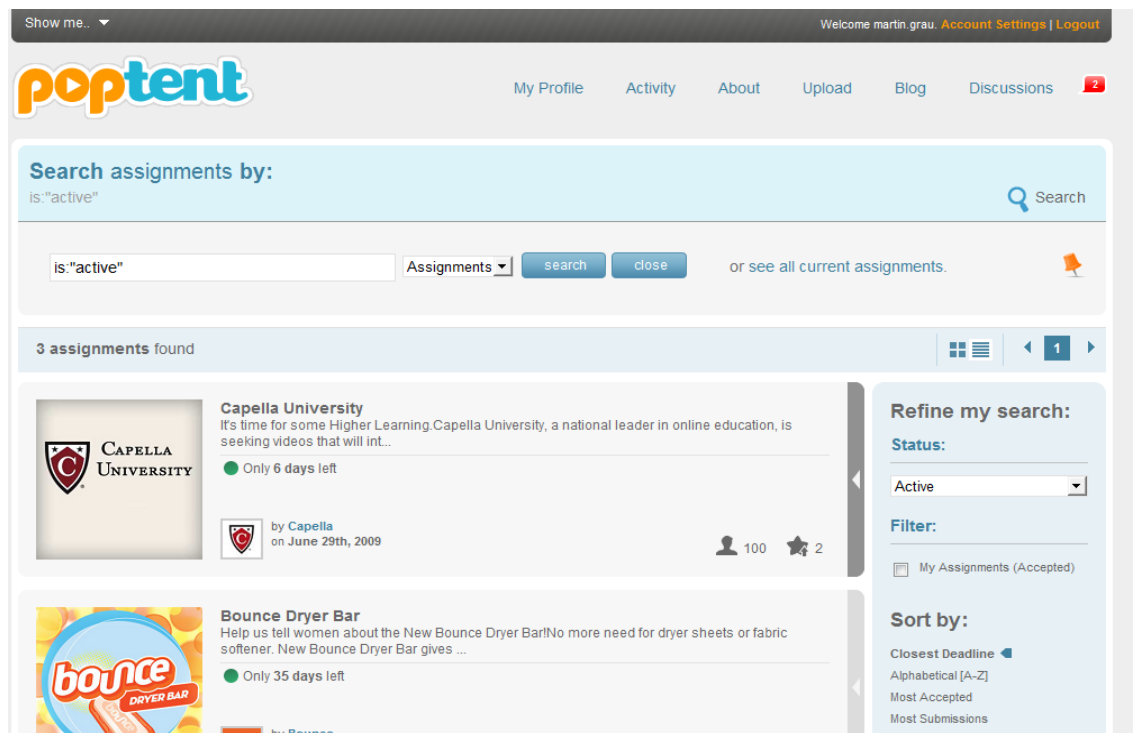 Show me..
Welcome martin.grau. Account Settings | Logout
poptent
My Profile Activity About Upload Blog Discussions 2
Search assignments by:
is:"active"
Search
is:"active" Assignments search close or see all current assignments.
3 assignments found
1
Capella University
It's time for some Higher Learning.Capella University, a national leader in online education, is
seeking videos that will int...
Only 6 days left
CAPELLA
UNIVERSITY
C
by Capella
on June 29th, 2009
100 2
Bounce Dryer Bar
Help us tell women about the New Bounce Dryer Bar!No more need for dryer sheets or fabric
softener. New Bounce Dryer Bar gives ...
Only 35 days left
bounce
DRYER BAR
bounce
by Bounce
Refine my search:
Status:
Active
Filter:
My Assignments (Accepted)
Sort by:
Closest Deadline
Alphabetical [A-Z]
Most Accepted
Most Submissions